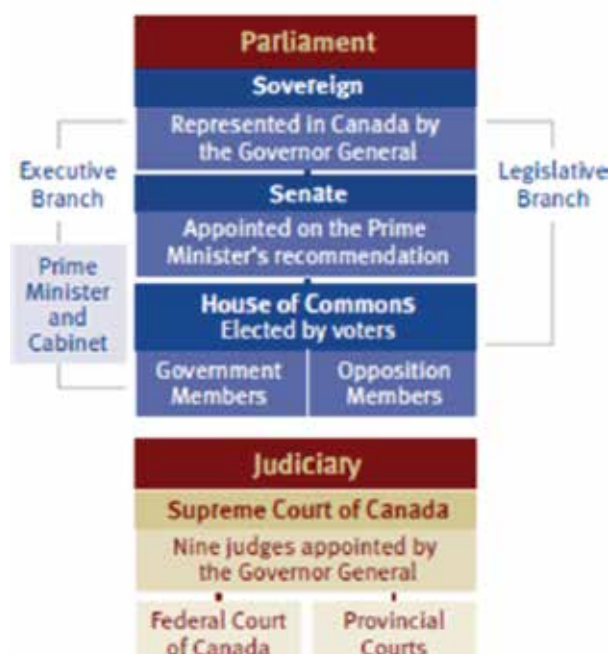 Parliament
Sovereign
Represented in Canada by
the Governor General
Executive
Branch
Legislative
Branch
Senate
Appointed on the Prime
Minister's recommendation
Prime
Minister
and
Cabinet
House of Commons
Elected by voters
Government
Members
Opposition
Members
Judiciary
Supreme Court of Canada
Nine judges appointed by
the Governor General
Federal Court
of Canada
Provincial
Courts